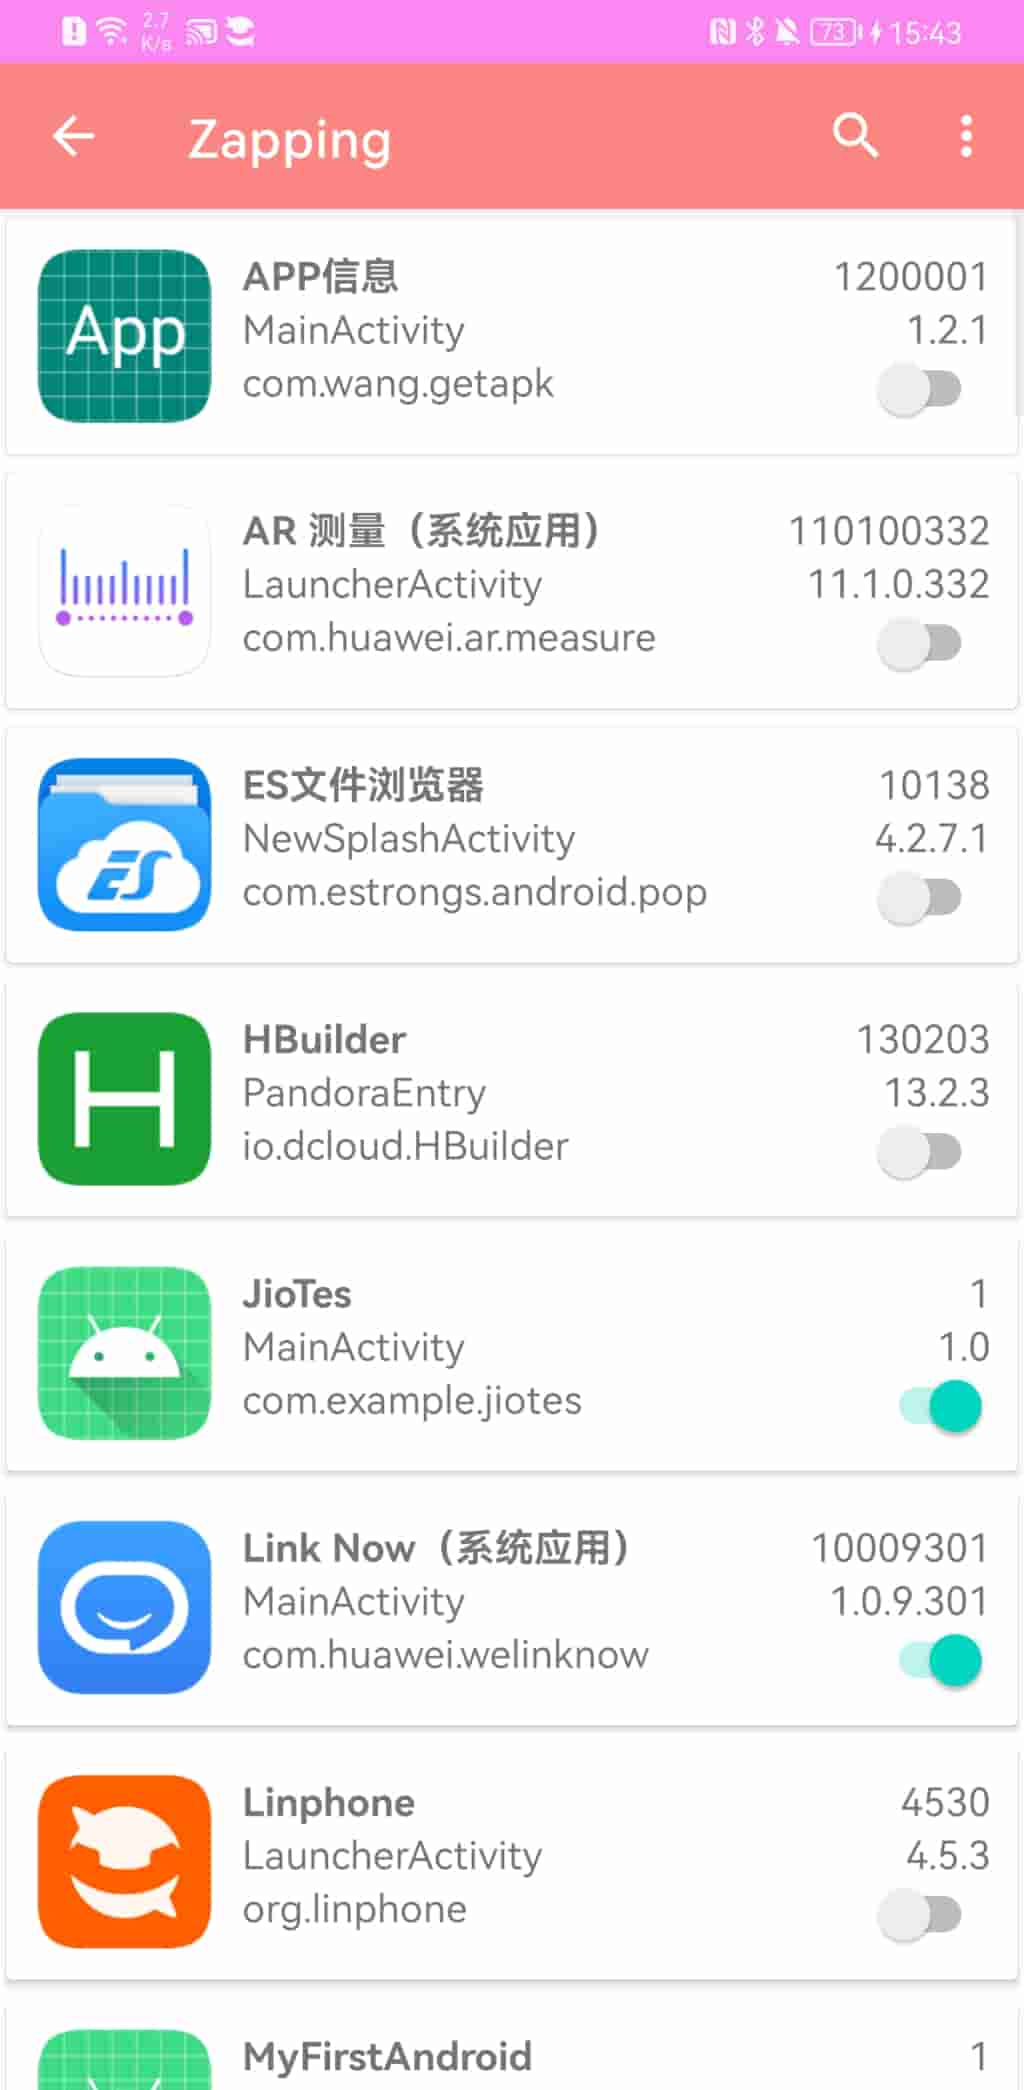 2.7
K/s
73
15:43
Zapping
App
APP信息
1200001
MainActivity
1.2.1
com.wang.getapk
AR 测量（系统应用）
110100332
LauncherActivity
11.1.0.332
com.huawei.ar.measure
ES
ES文件浏览器
10138
NewSplashActivity
4.2.7.1
com.estrongs.android.pop
H
HBuilder
130203
PandoraEntry
13.2.3
io.dcloud.HBuilder
JioTes
1
MainActivity
1.0
com.example.jiotes
Link Now（系统应用）
10009301
MainActivity
1.0.9.301
com.huawei.welinknow
Linphone
4530
LauncherActivity
4.5.3
org.linphone
MyFirstAndroid
1